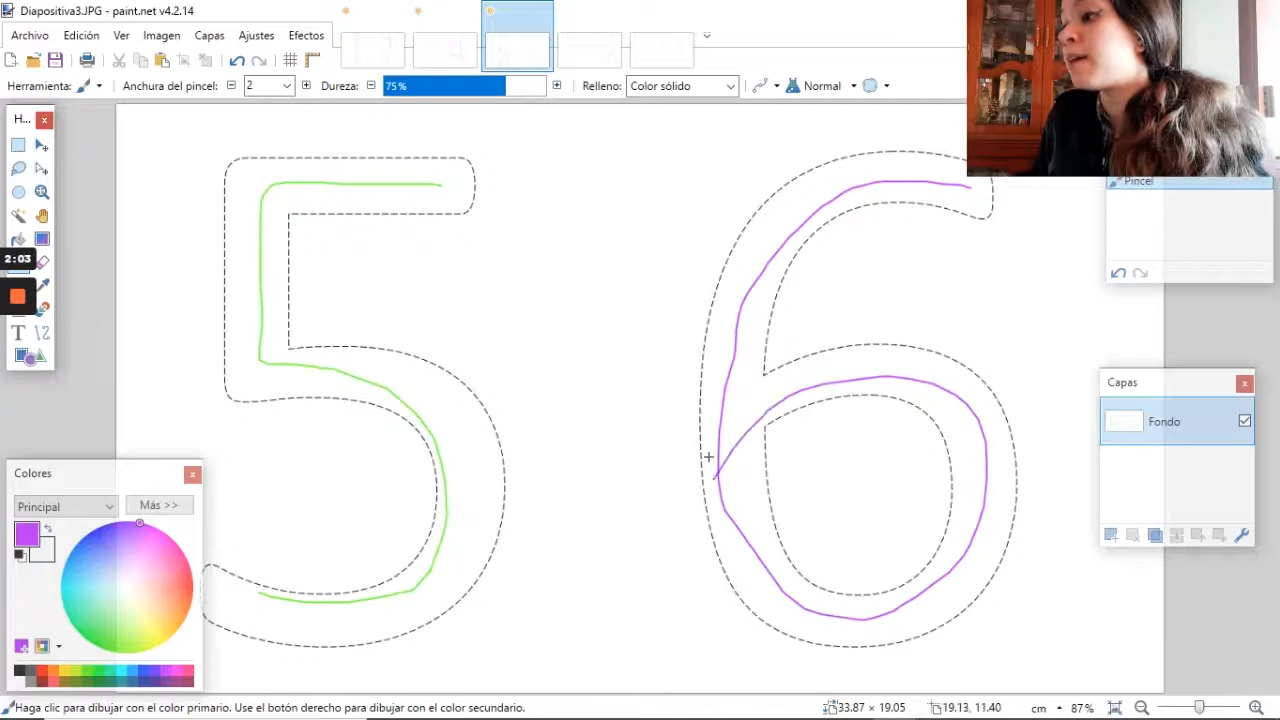 Diapositiva3.JPG - paint.net v4.2.14
Archivo Edición Ver Imagen Capas Ajustes Efectos
Herramienta: Anchura del pincel: 2 Dureza: 75% Relleno: Color sólido Normal
H...
Pincel
2:03
5 6
Capas
Fondo
Colores
Principal Más >>
Haga clic para dibujar con el color primario. Use el botón derecho para dibujar con el color secundario. 33.87 × 19.05 19.13, 11.40 cm 87%